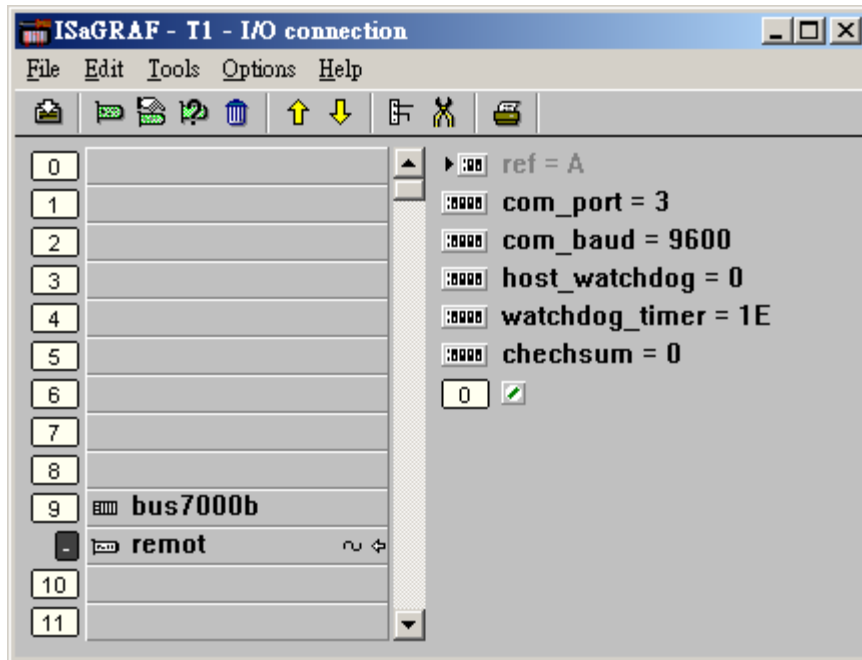 ISaGRAF - T1 - I/O connection
File Edit Tools Options Help
0
1
2
3
4
5
6
7
8
9 bus7000b
- remot
10
11
ref = A
com_port = 3
com_baud = 9600
host_watchdog = 0
watchdog_timer = 1E
chechsum = 0
0